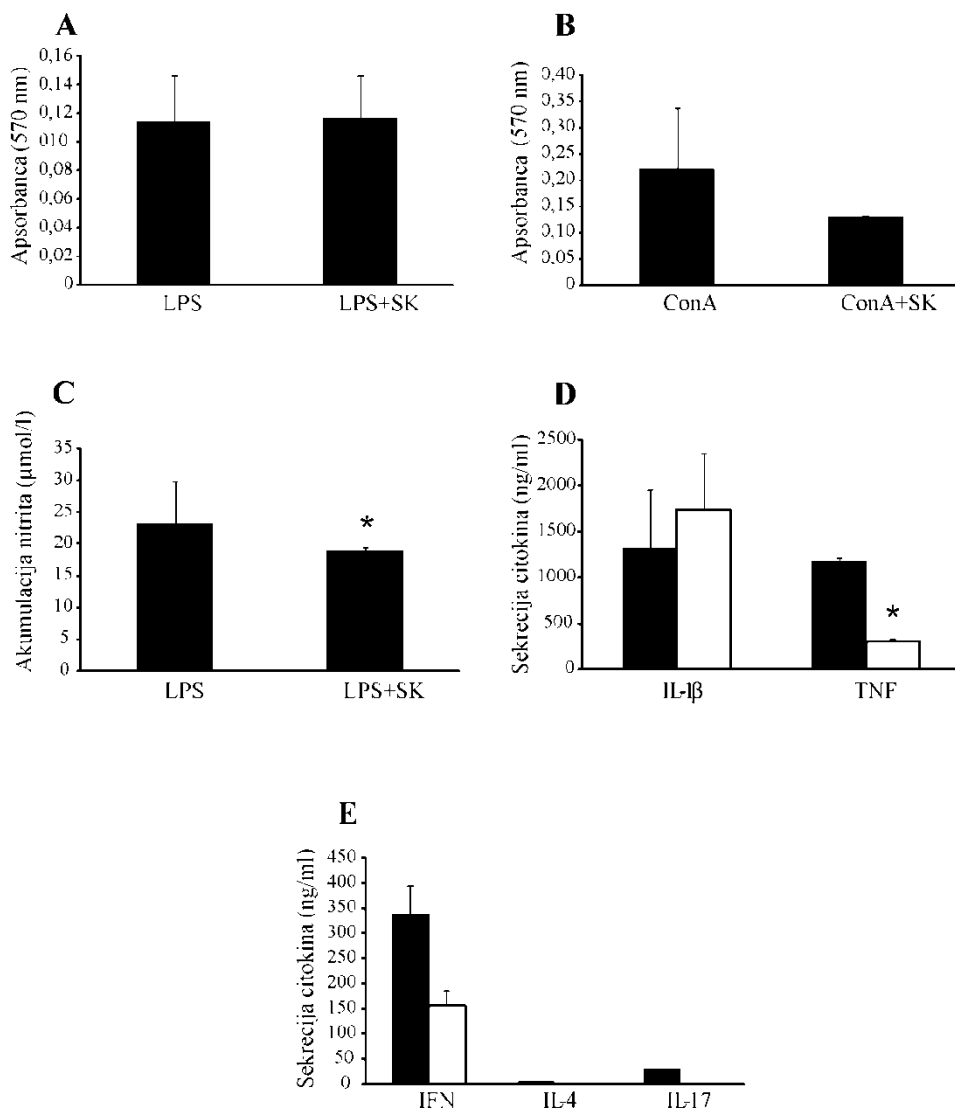 A
Apsorbanca (570 nm)
0,16
0,14
0,12
010
0,08
0,06
0,04
0,02
0
LPS
LPS+SK
B
Apsorbanca (570 nm)
0,40
0,35
0,30
0,25
0,20
0,15
0,10
0,05
0
ConA
ConA+SK
C
Akumulacija nitrita (µmol/l)
35
30
25
20
15
10
5
0
*
LPS
LPS+SK
D
Sekrecija citokina (ng/ml)
2500
2000
1500
1000
500
0
*
IL-1β
TNF
E
Sekrecija citokina (ng/ml)
450
400
350
300
250
200
150
100
50
0
IFN
IL-4
IL-17